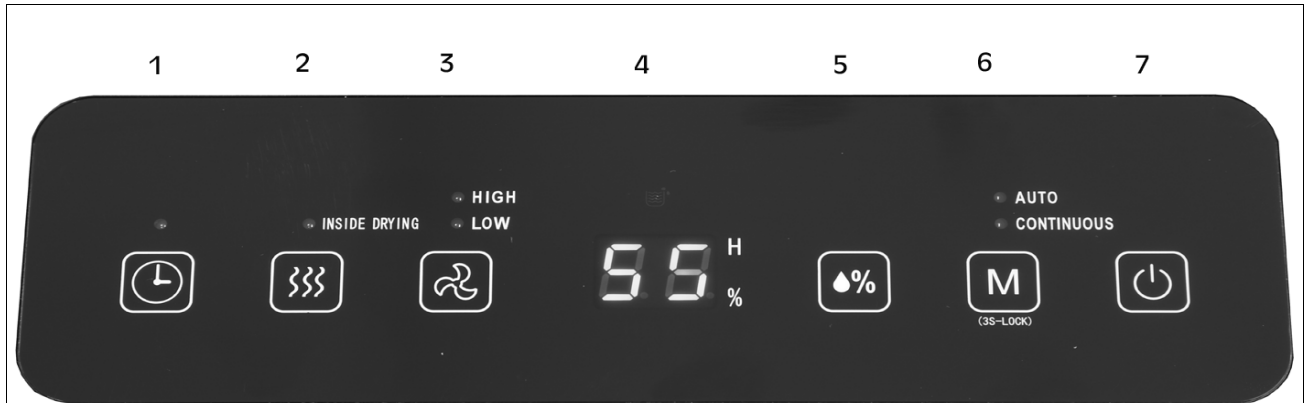 1 2 3 4 5 6 7
HIGH
AUTO
INSIDE DRYING
LOW
CONTINUOUS
55
H
%
%
M
(3S-LOCK)